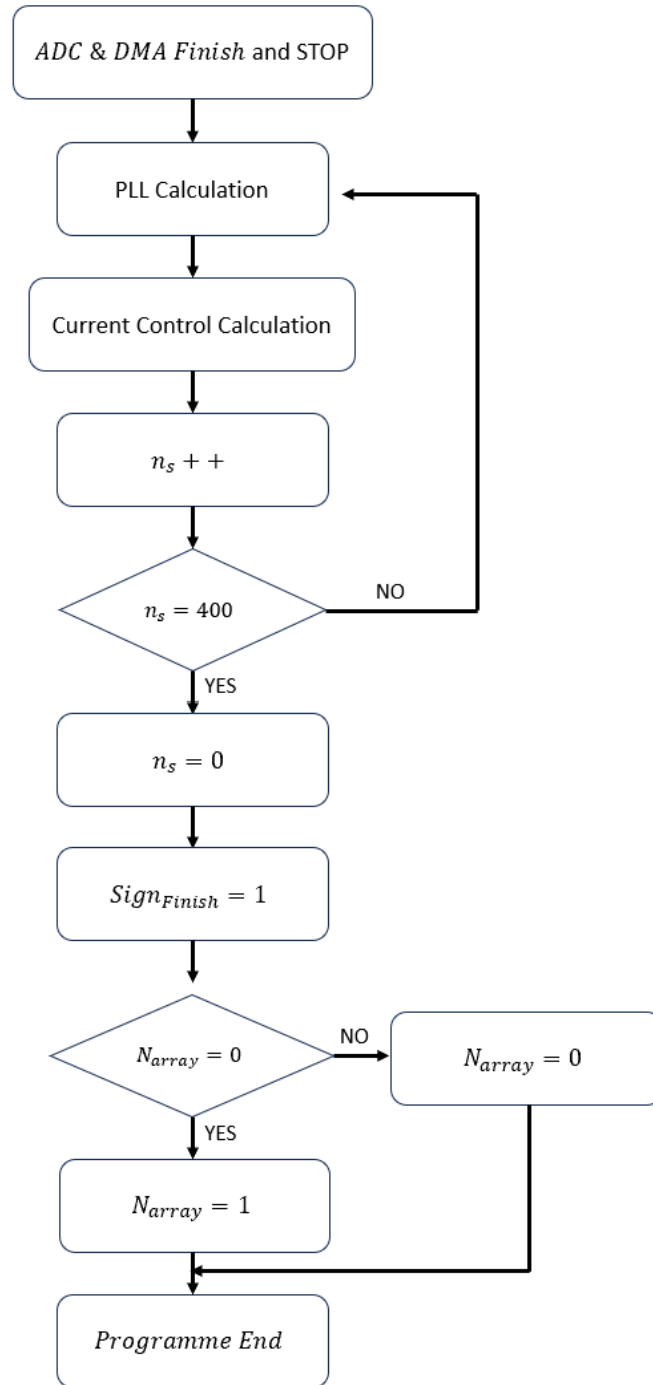 ADC & DMA Finish and STOP
PLL Calculation
Current Control Calculation
n_s + +
n_s = 400
NO
YES
n_s = 0
Sign_Finish = 1
N_array = 0
NO
N_array = 0
YES
N_array = 1
Programme End